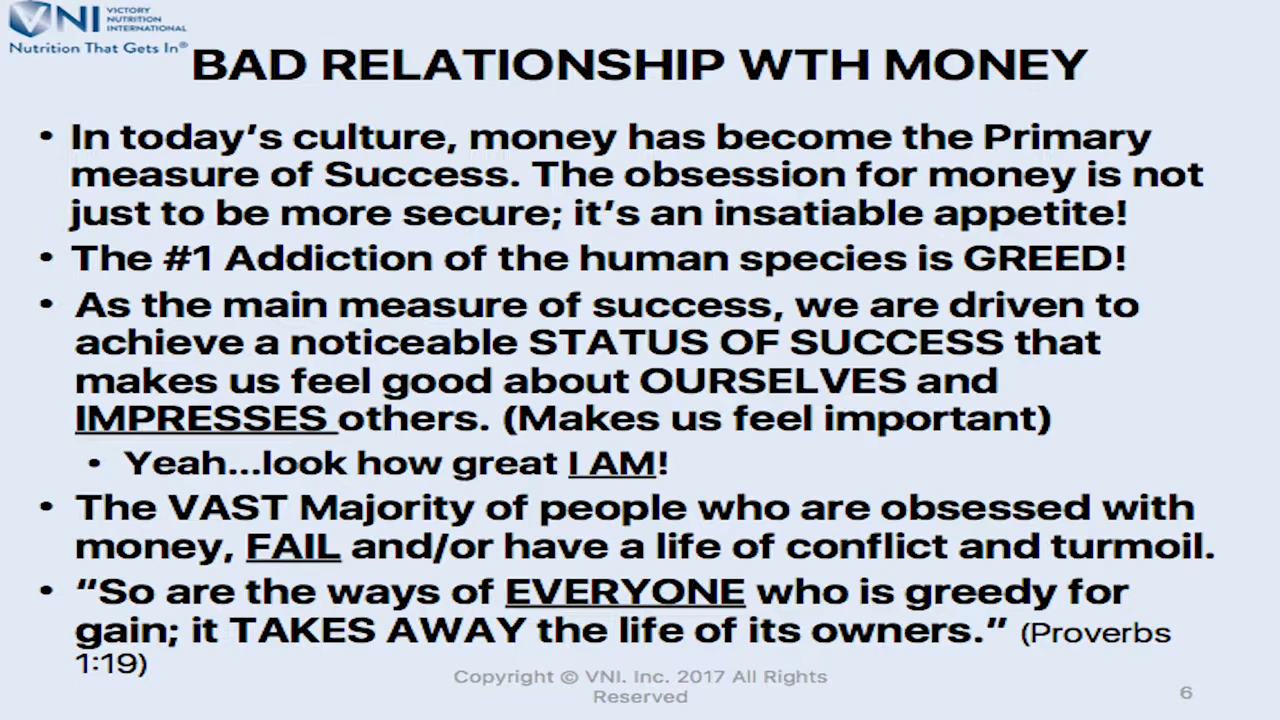 VNI VICTORY
NUTRITION
INTERNATIONAL
Nutrition That Gets In®
BAD RELATIONSHIP WTH MONEY
• In today's culture, money has become the Primary
measure of Success. The obsession for money is not
just to be more secure; it's an insatiable appetite!
• The #1 Addiction of the human species is GREED!
• As the main measure of success, we are driven to
achieve a noticeable STATUS OF SUCCESS that
makes us feel good about OURSELVES and
IMPRESSES others. (Makes us feel important)
• Yeah...look how great I AM!
• The VAST Majority of people who are obsessed with
money, FAIL and/or have a life of conflict and turmoil.
• “So are the ways of EVERYONE who is greedy for
gain; it TAKES AWAY the life of its owners.” (Proverbs
1:19)
Copyright © VNI. Inc. 2017 All Rights
Reserved
6